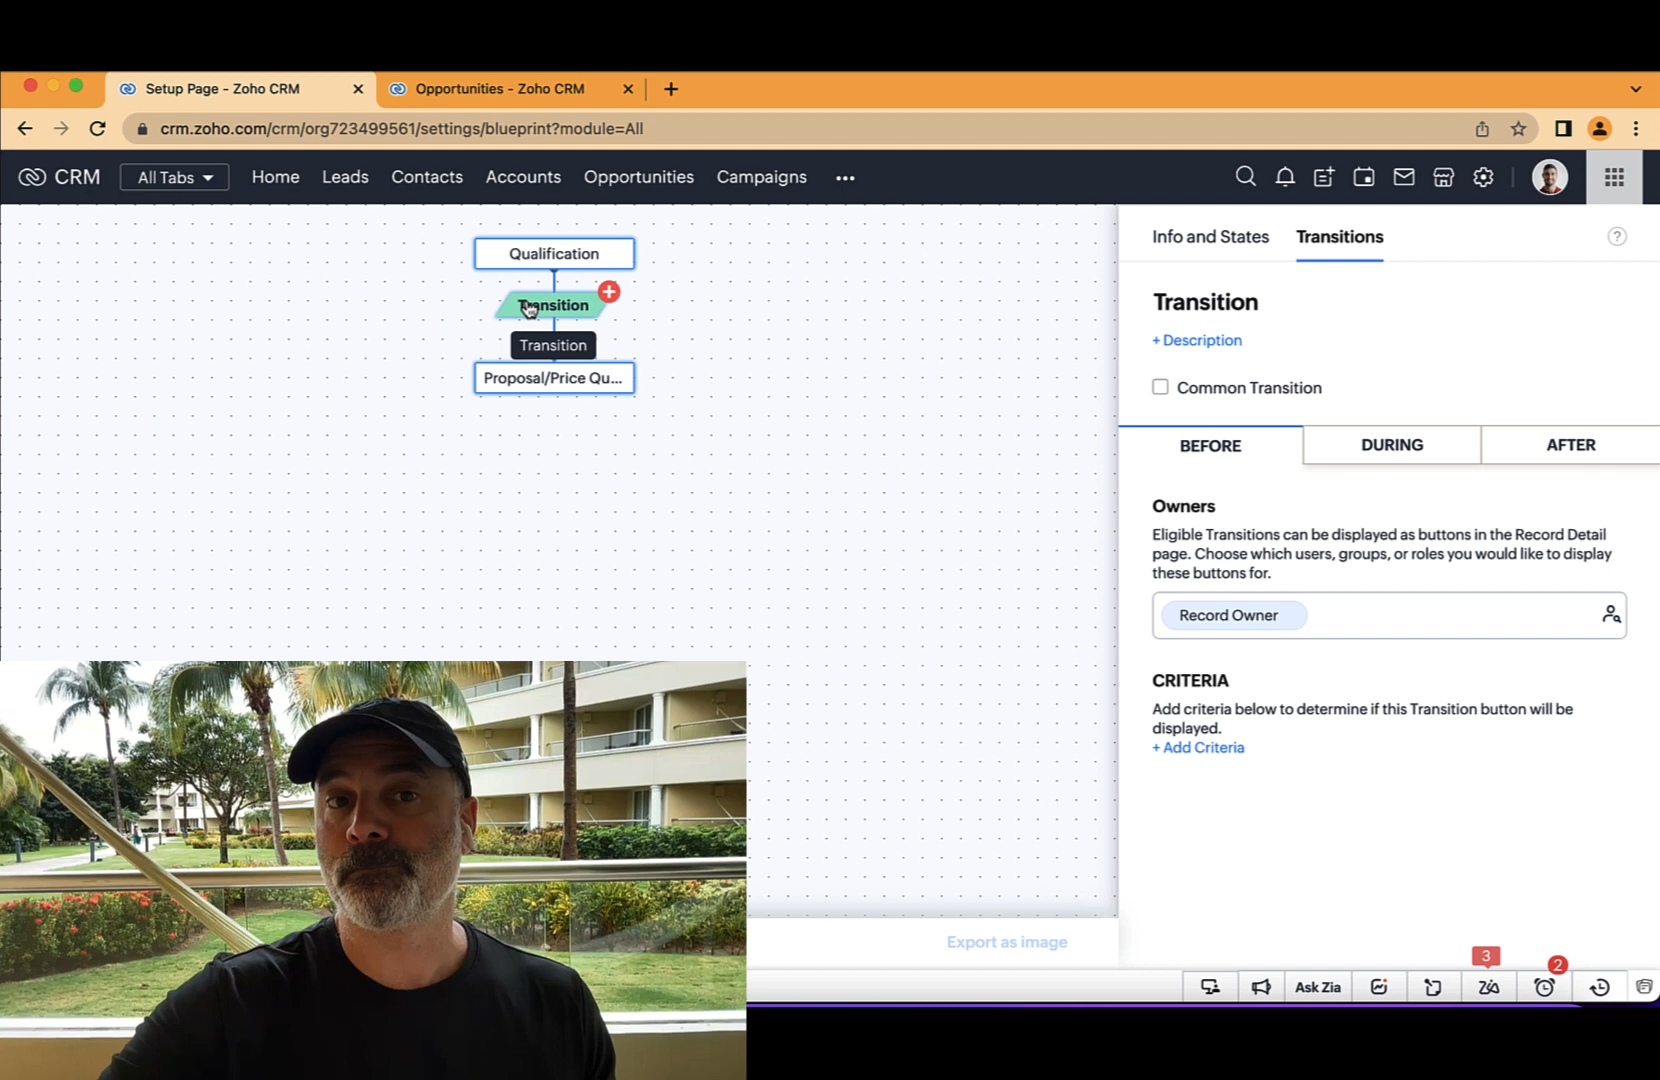 Setup Page - Zoho CRM
Opportunities - Zoho CRM
crm.zoho.com/crm/org723499561/settings/blueprint?module=All
CRM
All Tabs
Home
Leads
Contacts
Accounts
Opportunities
Campaigns
Qualification
Transition
Transition
Proposal/Price Qu...
Export as image
Info and States
Transitions
?
Transition
+ Description
Common Transition
BEFORE
DURING
AFTER
Owners
Eligible Transitions can be displayed as buttons in the Record Detail
page. Choose which users, groups, or roles you would like to display
these buttons for.
Record Owner
CRITERIA
Add criteria below to determine if this Transition button will be
displayed.
+ Add Criteria
3
2
Ask Zia